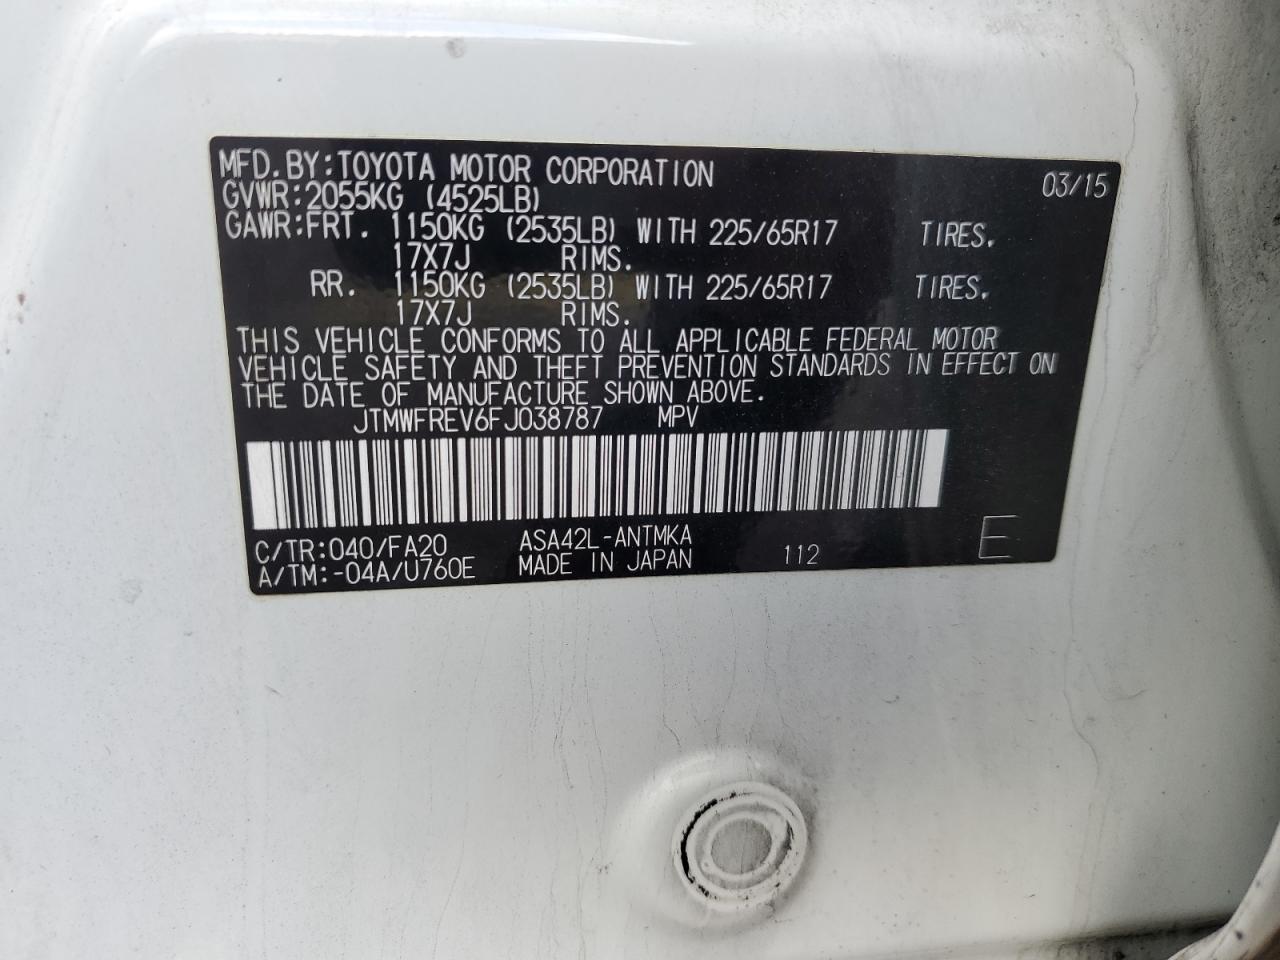 MFD.BY:TOYOTA MOTOR CORPORATION 03/15
GVWR:2055KG (4525LB)
GAWR:FRT. 1150KG (2535LB) WITH 225/65R17 TIRES.
17X7J RIMS.
RR. 1150KG (2535LB) WITH 225/65R17 TIRES.
17X7J RIMS.
THIS VEHICLE CONFORMS TO ALL APPLICABLE FEDERAL MOTOR
VEHICLE SAFETY AND THEFT PREVENTION STANDARDS IN EFFECT ON
THE DATE OF MANUFACTURE SHOWN ABOVE.
JTMWFREV6FJ038787 MPV
C/TR:040/FA20 ASA42L-ANTMKA
A/TM:-04A/U760E MADE IN JAPAN 112 E